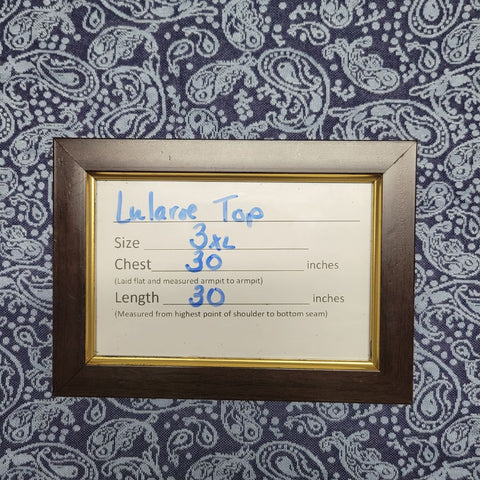 Lularoe Top
Size 3XL
Chest 30 inches
(Laid flat and measured armpit to armpit)
Length 30 inches
(Measured from highest point of shoulder to bottom seam)